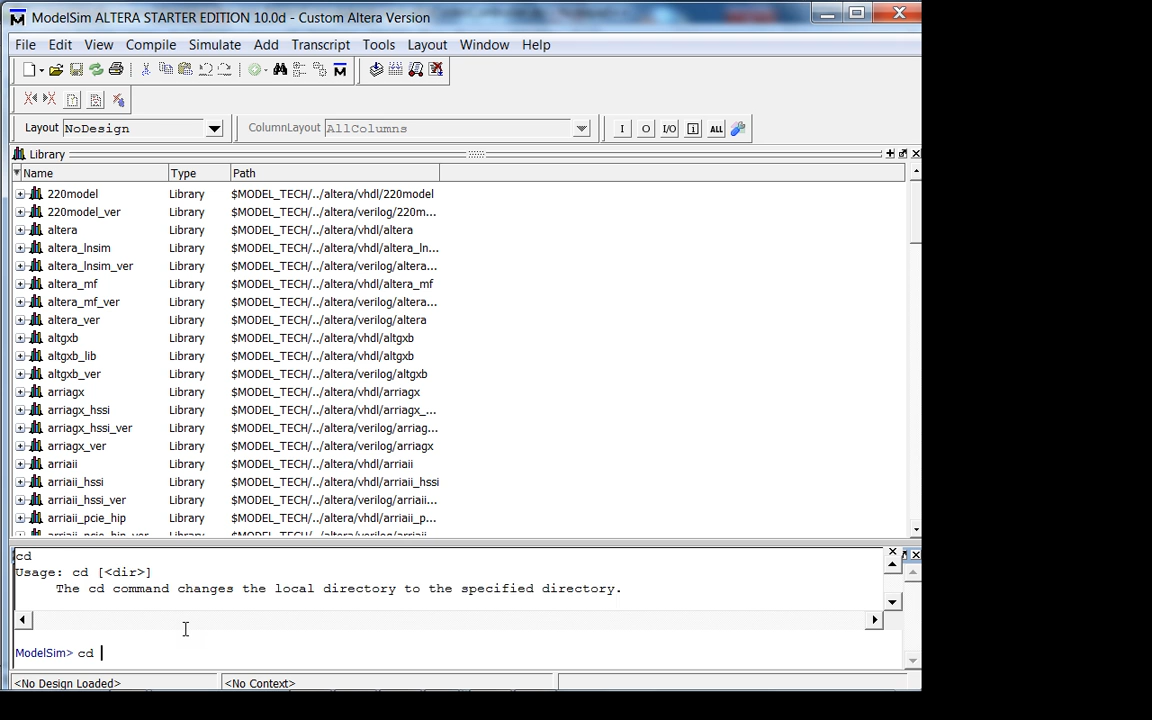 ModelSim ALTERA STARTER EDITION 10.0d - Custom Altera Version
File Edit View Compile Simulate Add Transcript Tools Layout Window Help
Layout NoDesign ColumnLayout AllColumns I O I/O ALL
Library
Name Type Path
220model Library $MODEL_TECH/../altera/vhdl/220model
220model_ver Library $MODEL_TECH/../altera/verilog/220m...
altera Library $MODEL_TECH/../altera/vhdl/altera
altera_lnsim Library $MODEL_TECH/../altera/vhdl/altera_ln...
altera_lnsim_ver Library $MODEL_TECH/../altera/verilog/altera...
altera_mf Library $MODEL_TECH/../altera/vhdl/altera_mf
altera_mf_ver Library $MODEL_TECH/../altera/verilog/altera...
altera_ver Library $MODEL_TECH/../altera/verilog/altera
altgxb Library $MODEL_TECH/../altera/vhdl/altgxb
altgxb_lib Library $MODEL_TECH/../altera/vhdl/altgxb
altgxb_ver Library $MODEL_TECH/../altera/verilog/altgxb
arriagx Library $MODEL_TECH/../altera/vhdl/arriagx
arriagx_hssi Library $MODEL_TECH/../altera/vhdl/arriagx_...
arriagx_hssi_ver Library $MODEL_TECH/../altera/verilog/arriag...
arriagx_ver Library $MODEL_TECH/../altera/verilog/arriagx
arriaii Library $MODEL_TECH/../altera/vhdl/arriaii
arriaii_hssi Library $MODEL_TECH/../altera/vhdl/arriaii_hssi
arriaii_hssi_ver Library $MODEL_TECH/../altera/verilog/arriaii...
arriaii_pcie_hip Library $MODEL_TECH/../altera/vhdl/arriaii_p...
arriaii_pcie_hip_ver Library $MODEL_TECH/../altera/verilog/arriaii...
cd
Usage: cd [<dir>]
The cd command changes the local directory to the specified directory.
ModelSim> cd
<No Design Loaded> <No Context>